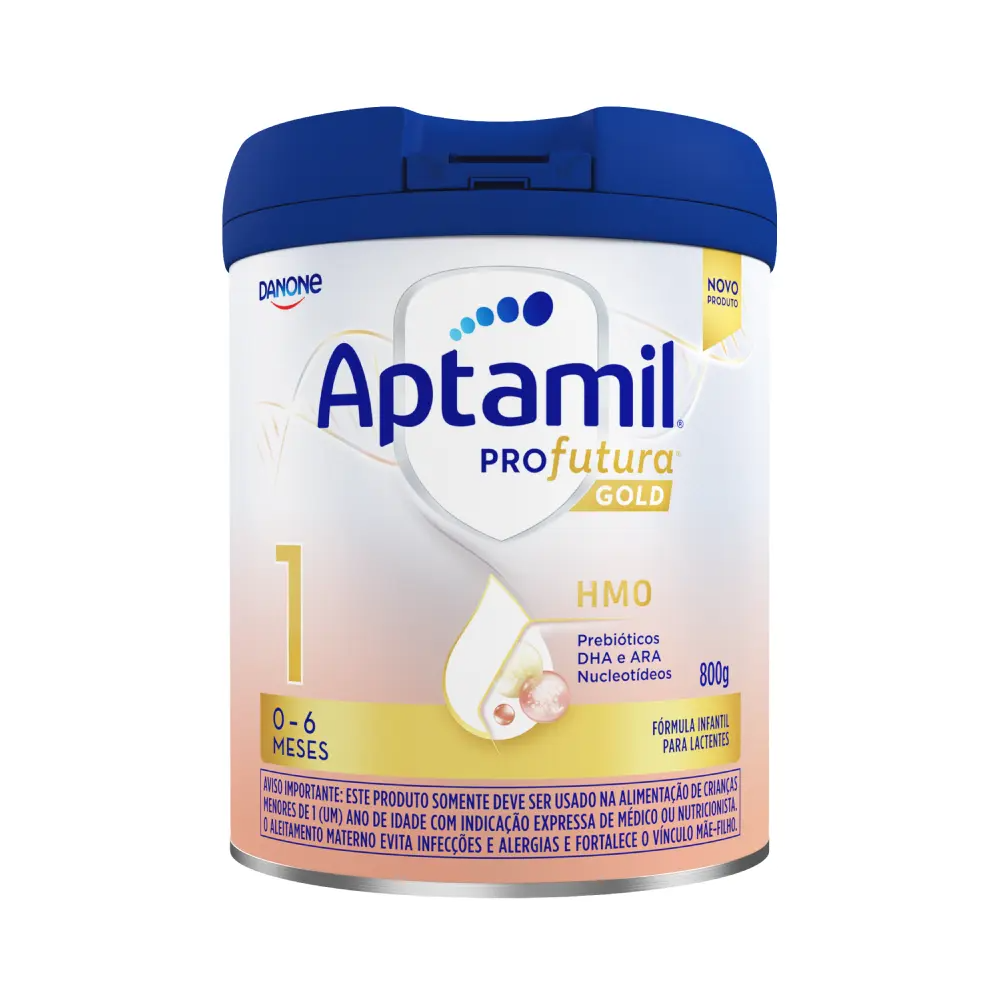 DANONE
NOVO
PRODUTO
Aptamil®
PROfutura®
GOLD
1
HMO
Prebióticos
DHA e ARA
Nucleotídeos
800g
0-6
MESES
FÓRMULA INFANTIL
PARA LACTENTES
AVISO IMPORTANTE: ESTE PRODUTO SOMENTE DEVE SER USADO NA ALIMENTAÇÃO DE CRIANÇAS
MENORES DE 1 (UM) ANO DE IDADE COM INDICAÇÃO EXPRESSA DE MÉDICO OU NUTRICIONISTA.
O ALEITAMENTO MATERNO EVITA INFECÇÕES E ALERGIAS E FORTALECE O VÍNCULO MÃE-FILHO.